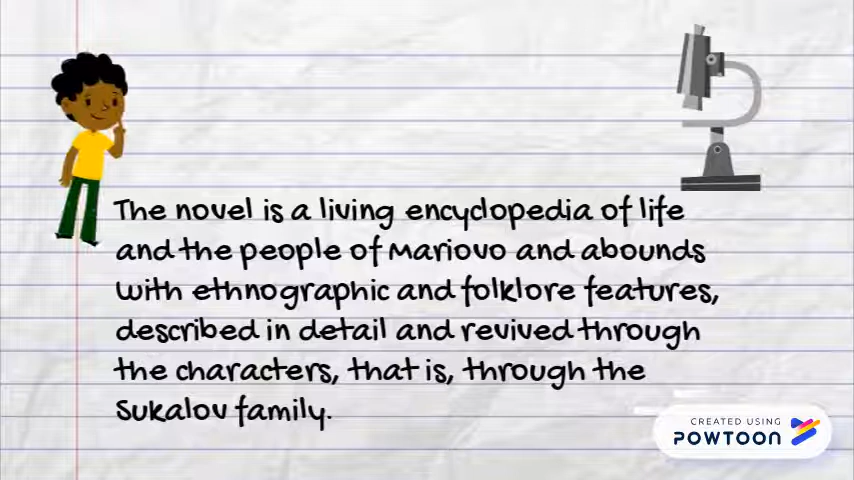 The novel is a living encyclopedia of life
and the people of Mariovo and abounds
with ethnographic and folklore features,
described in detail and revived through
the characters, that is, through the
Sukalov family.
CREATED USING
POWTOON